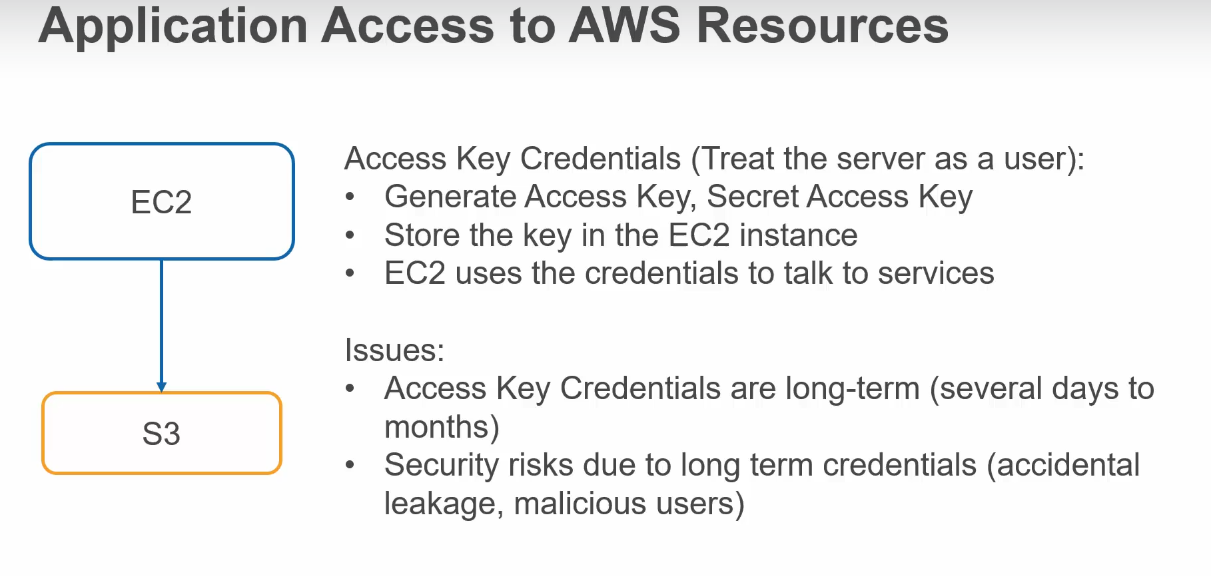 Application Access to AWS Resources
EC2
S3
Access Key Credentials (Treat the server as a user):
• Generate Access Key, Secret Access Key
• Store the key in the EC2 instance
• EC2 uses the credentials to talk to services
Issues:
• Access Key Credentials are long-term (several days to
months)
• Security risks due to long term credentials (accidental
leakage, malicious users)